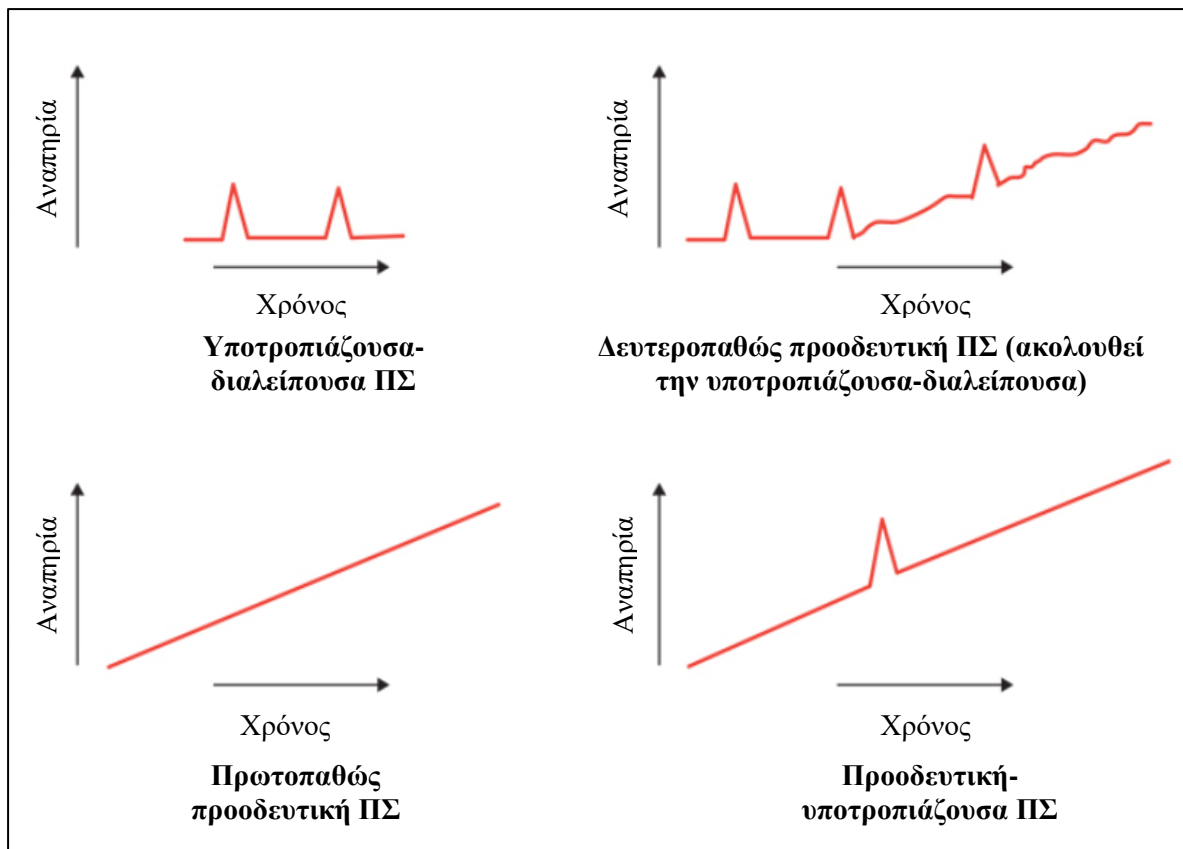 Αναπηρία
Χρόνος
Υποτροπιάζουσα-
διαλείπουσα ΠΣ
Αναπηρία
Χρόνος
Δευτεροπαθώς προοδευτική ΠΣ (ακολουθεί
την υποτροπιάζουσα-διαλείπουσα)
Αναπηρία
Χρόνος
Πρωτοπαθώς
προοδευτική ΠΣ
Αναπηρία
Χρόνος
Προοδευτική-
υποτροπιάζουσα ΠΣ